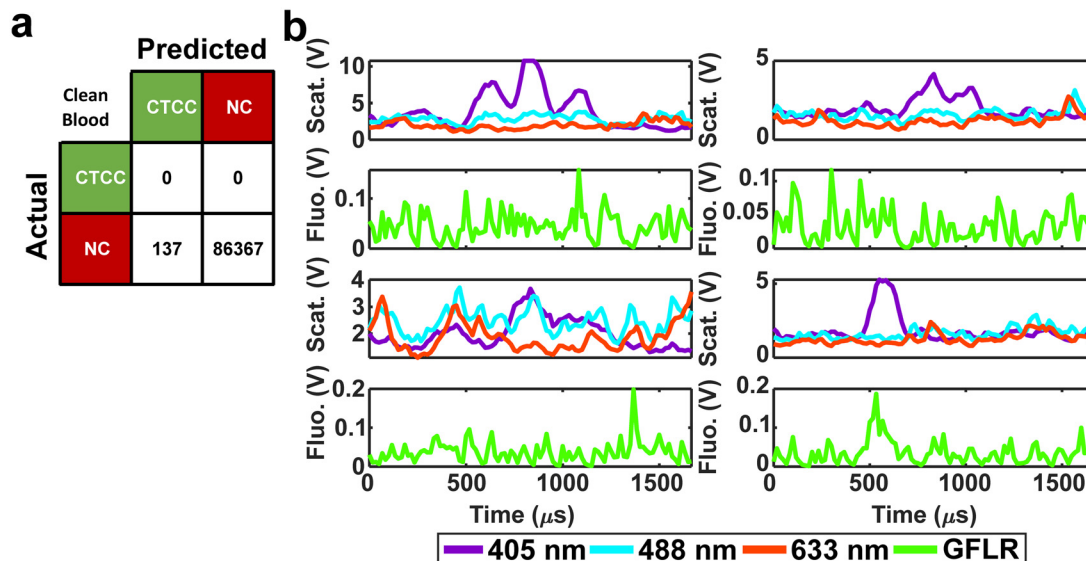 a
Predicted
Clean
Blood
CTCC
NC
Actual
CTCC
0
0
NC
137
86367
b
Scat. (V)
10
5
0
Scat. (V)
5
0
Fluo. (V)
0.1
0
Fluo. (V)
0.1
0.05
0
Scat. (V)
4
3
2
Scat. (V)
5
0
Fluo. (V)
0.2
0.1
0
Fluo. (V)
0.2
0.1
0
0
500
1000
1500
0
500
1000
1500
Time (μs)
Time (μs)
405 nm
488 nm
633 nm
GFLR